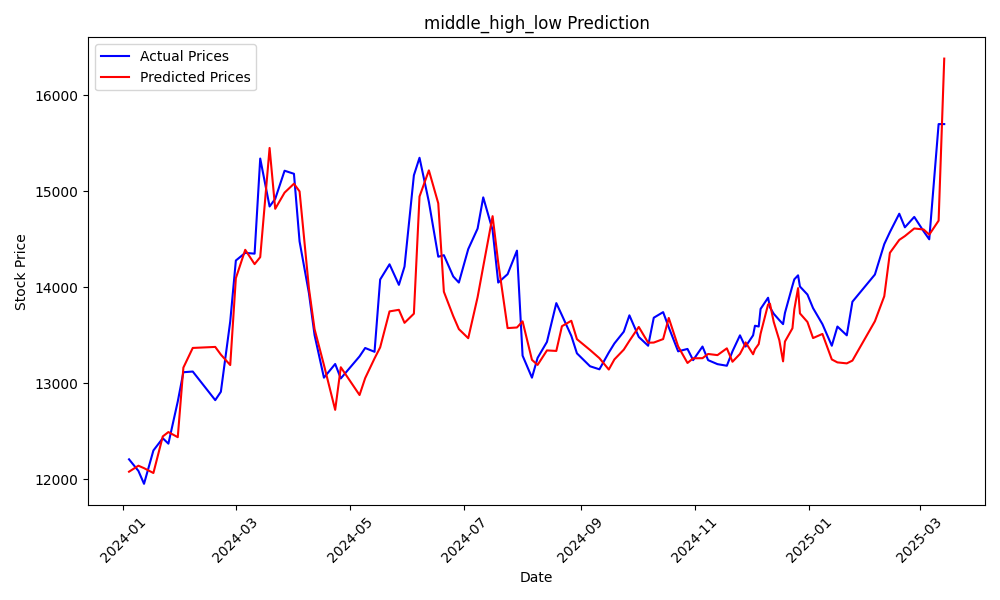 middle_high_low Prediction
Actual Prices
Predicted Prices
Stock Price
16000
15000
14000
13000
12000
2024-01
2024-03
2024-05
2024-07
2024-09
2024-11
2025-01
2025-03
Date